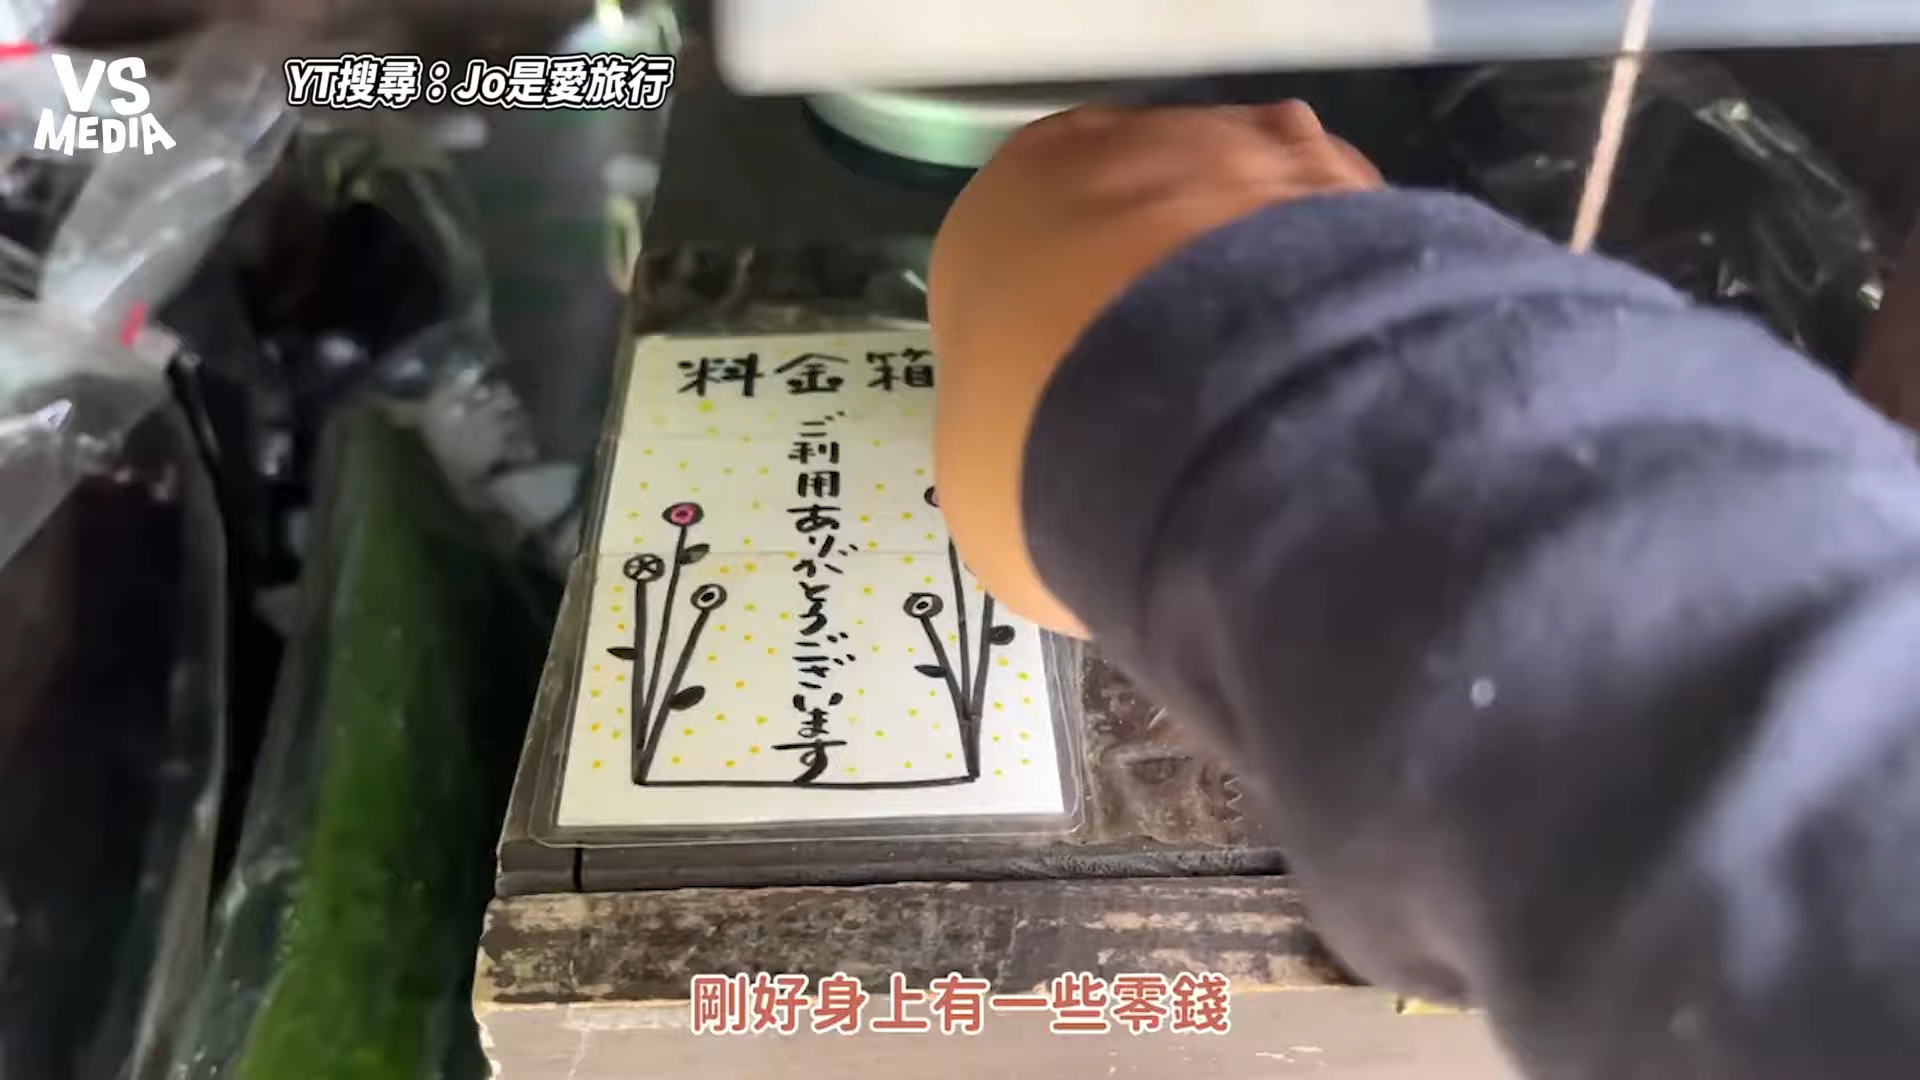 VS
MEDIA
YT搜尋：Jo是愛旅行
料金箱
ご利用ありがとうございます
剛好身上有一些零錢